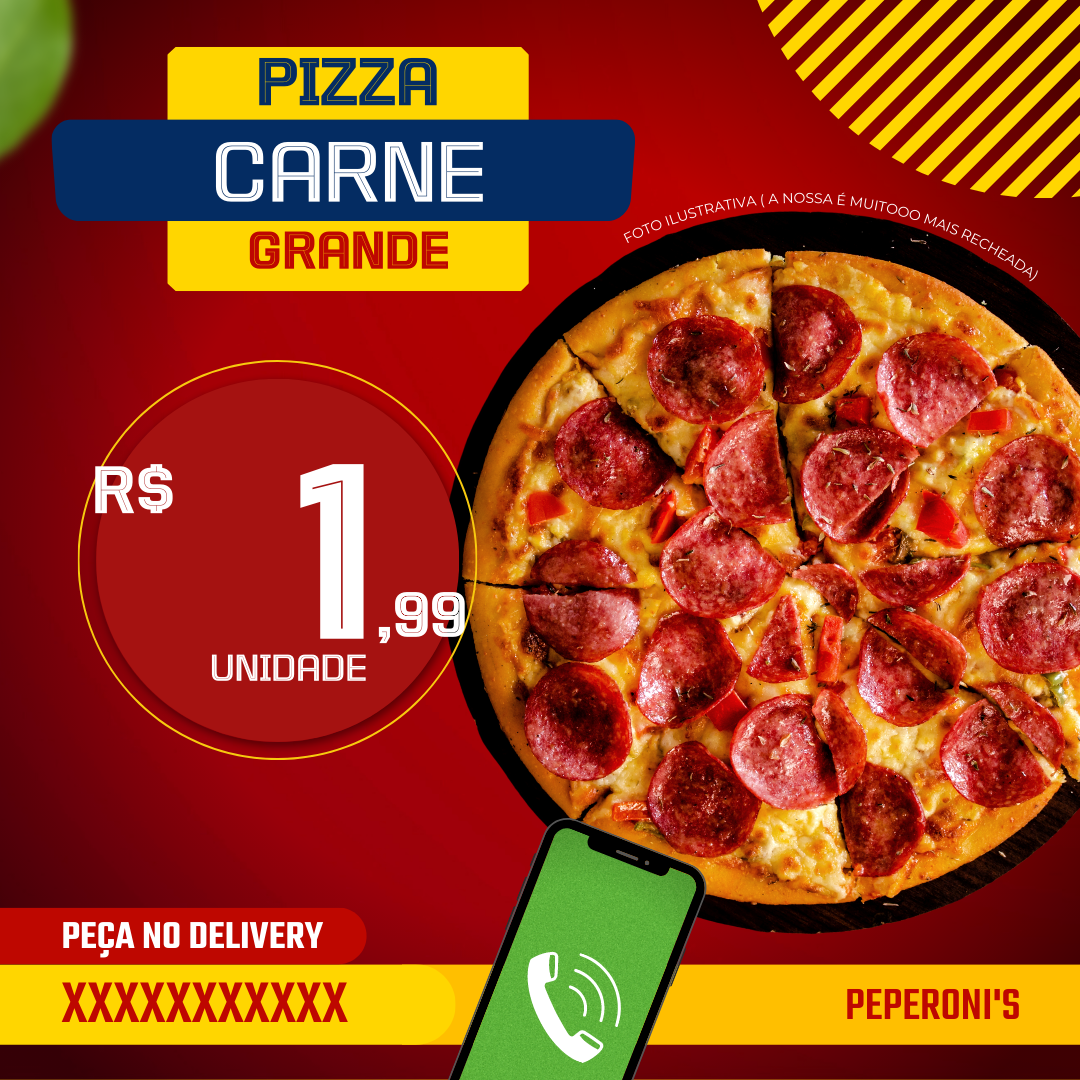 PIZZA
CARNE
GRANDE
FOTO ILUSTRATIVA ( A NOSSA É MUITOOO MAIS RECHEADA)
R$ 1,99
UNIDADE
PEÇA NO DELIVERY
XXXXXXXXXXX
PEPERONI'S